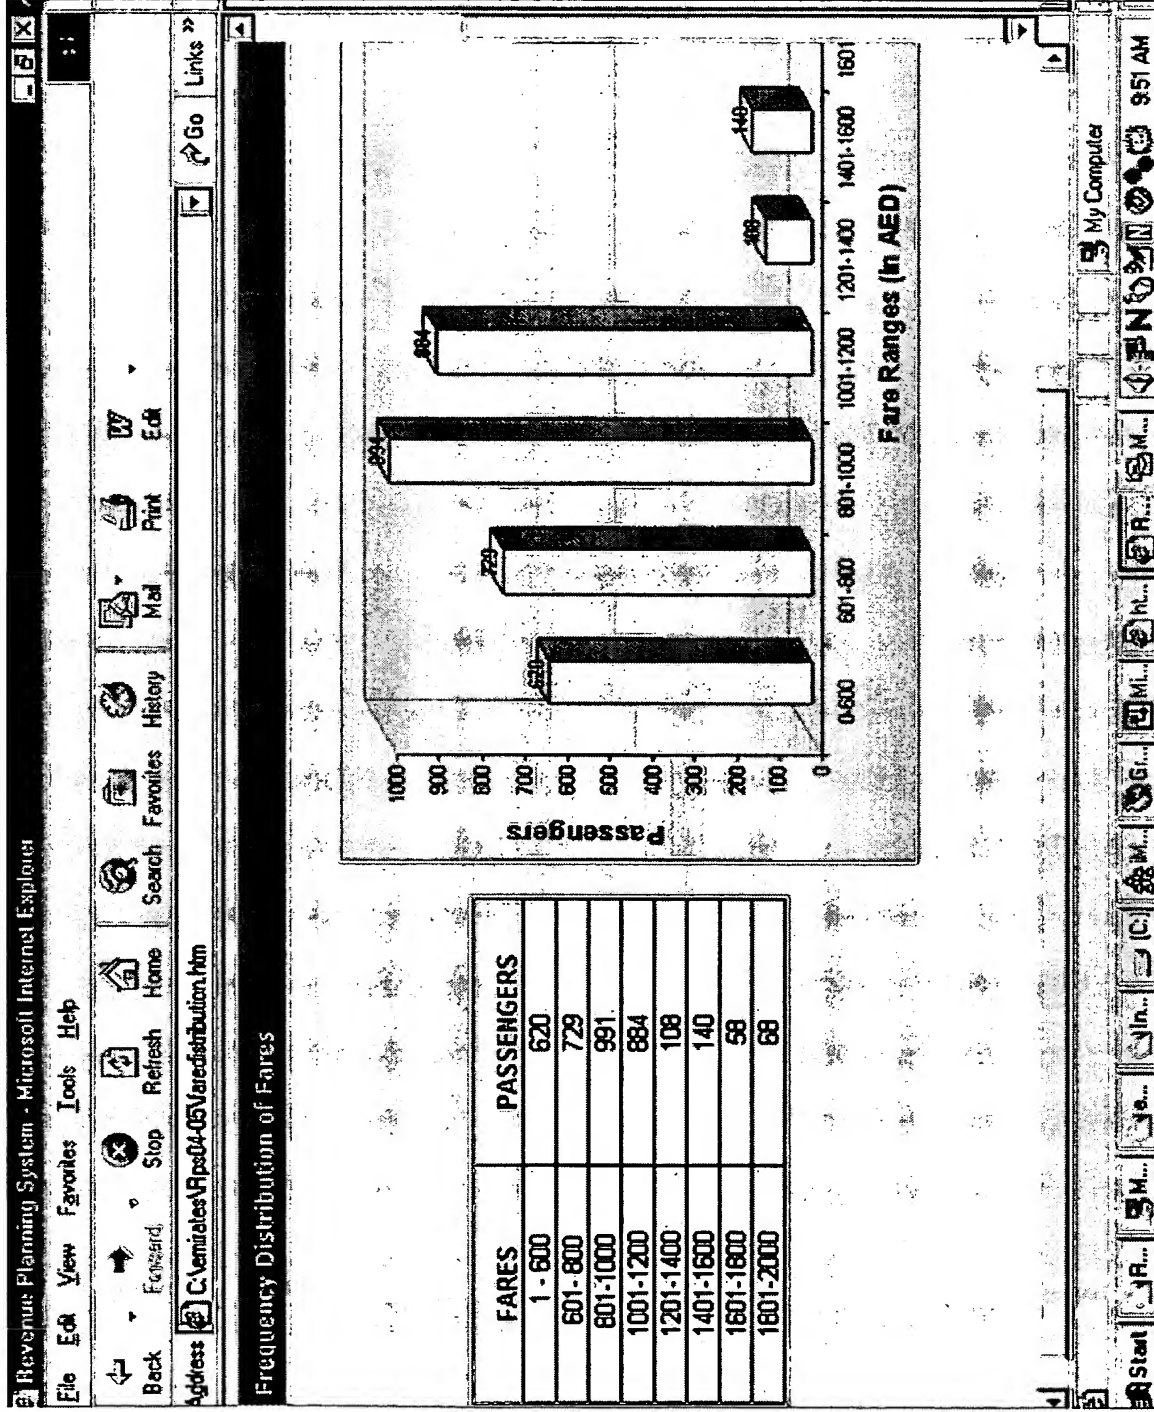 Revenue Planning System - Microsoft Internet Explorer
File Edit View Favorites Tools Help
Back Forward Stop Refresh Home Search Favorites History Mail Print Edit
Address Go Links »
Frequency Distribution of Fares
FARES PASSENGERS
1 - 600 620
601-800 729
801-1000 991
1001-1200 884
1201-1400 108
1401-1600 140
1601-1800 58
1801-2000 68
Passengers
1000
900
800
700
600
500
400
300
200
100
0
620
729
991
884
108
140
0-600 601-800 801-1000 1001-1200 1201-1400 1401-1600 1601
Fare Ranges (in AED)
My Computer
Start R... M... e... In... (C:) M... Gr... Mi... ht... R... M... 9:51 AM